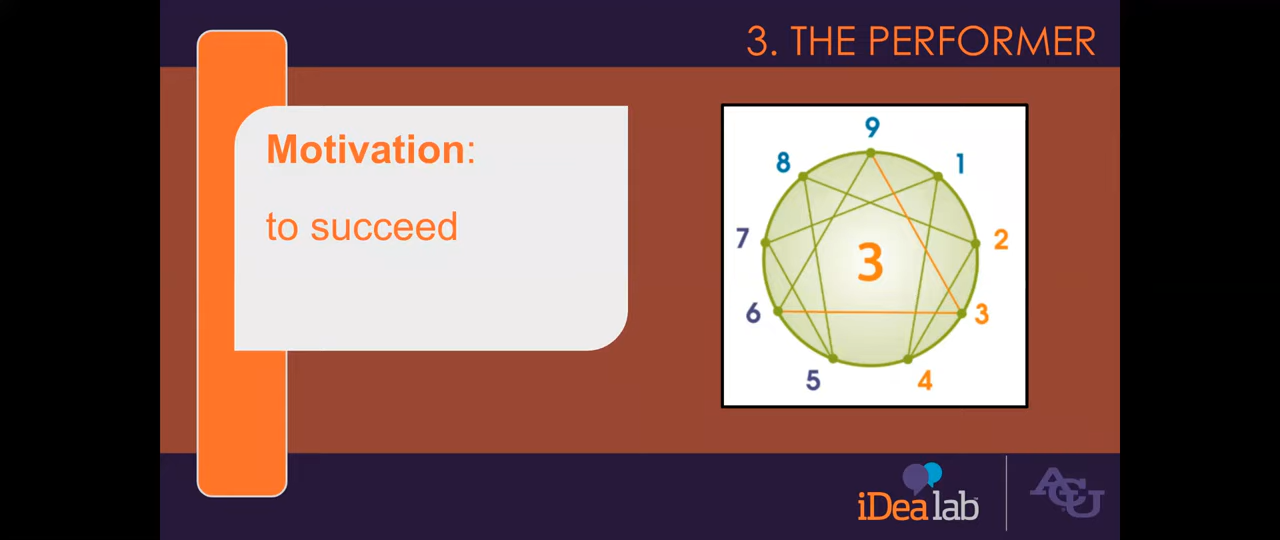 3. THE PERFORMER
Motivation:
to succeed
9
8
1
7
2
3
6
3
5
4
iDea lab
ACU